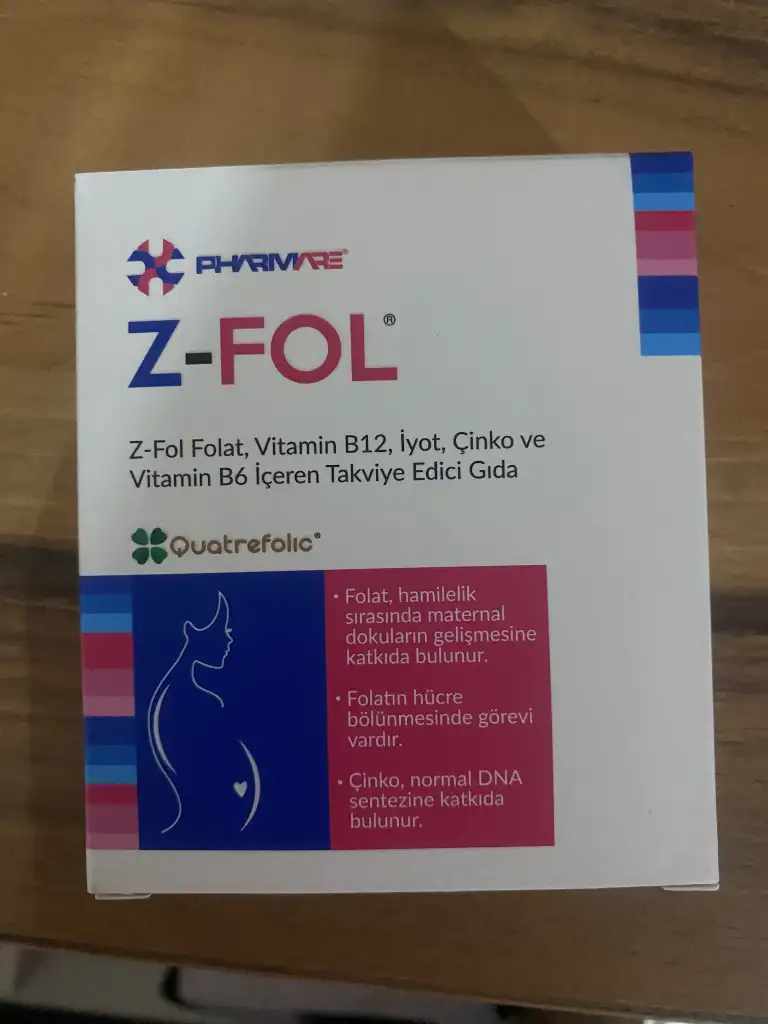 PHARMARE®
Z-FOL®
Z-Fol Folat, Vitamin B12, İyot, Çinko ve
Vitamin B6 İçeren Takviye Edici Gıda
Quatrefolic®
• Folat, hamilelik
sırasında maternal
dokuların gelişmesine
katkıda bulunur.
• Folatın hücre
bölünmesinde görevi
vardır.
• Çinko, normal DNA
sentezine katkıda
bulunur.